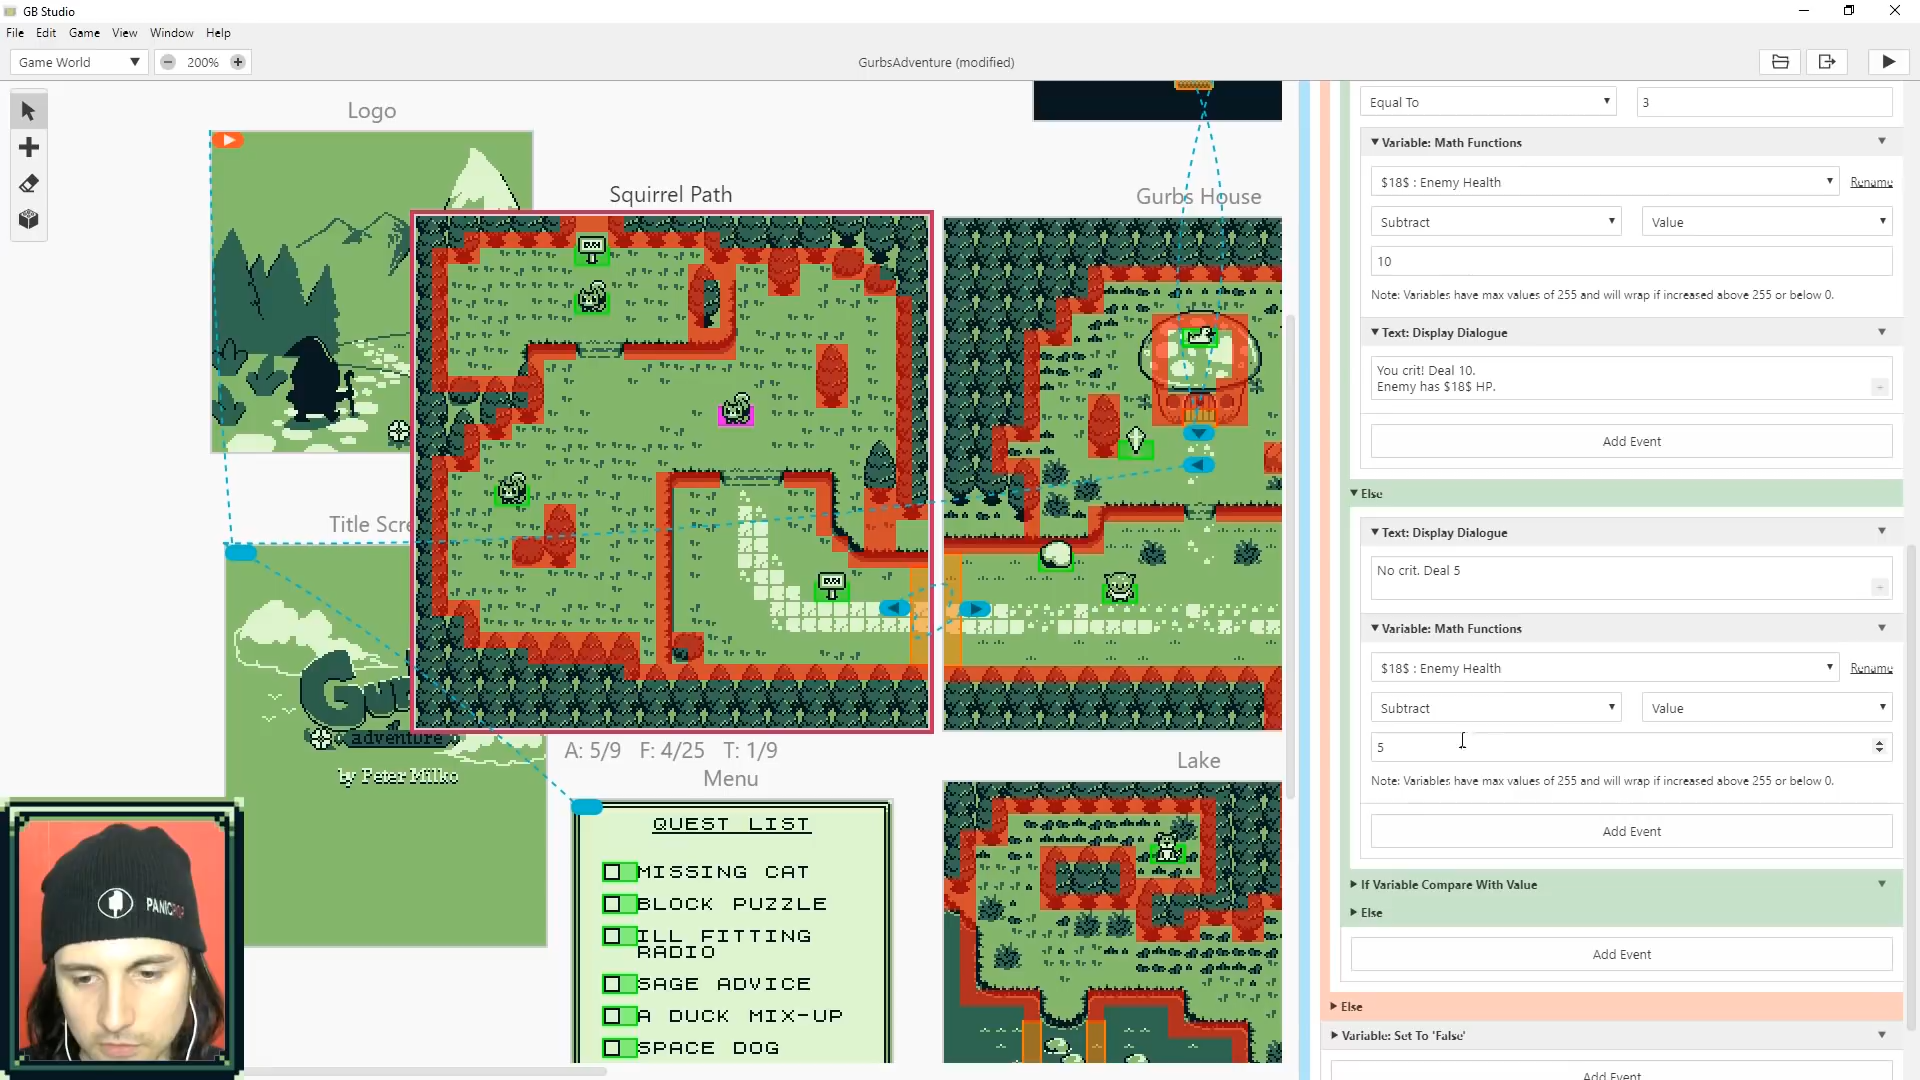 GB Studio
File Edit Game View Window Help
Game World 200% GurbsAdventure (modified)
Logo
Squirrel Path
RVN
RVN
Gurbs House
Title Scre
Gu
adventure
by Peter Milko
A: 5/9 F: 4/25 T: 1/9
Menu
QUEST LIST
MISSING CAT
BLOCK PUZZLE
ILL FITTING
RADIO
SAGE ADVICE
A DUCK MIX-UP
SPACE DOG
Lake
Equal To 3
Variable: Math Functions
$18$ : Enemy Health Rename
Subtract Value
10
Note: Variables have max values of 255 and will wrap if increased above 255 or below 0.
Text: Display Dialogue
You crit! Deal 10.
Enemy has $18$ HP.
Add Event
Else
Text: Display Dialogue
No crit. Deal 5
Variable: Math Functions
$18$ : Enemy Health Rename
Subtract Value
5
Note: Variables have max values of 255 and will wrap if increased above 255 or below 0.
Add Event
If Variable Compare With Value
Else
Add Event
Else
Variable: Set To 'False'
Add Event